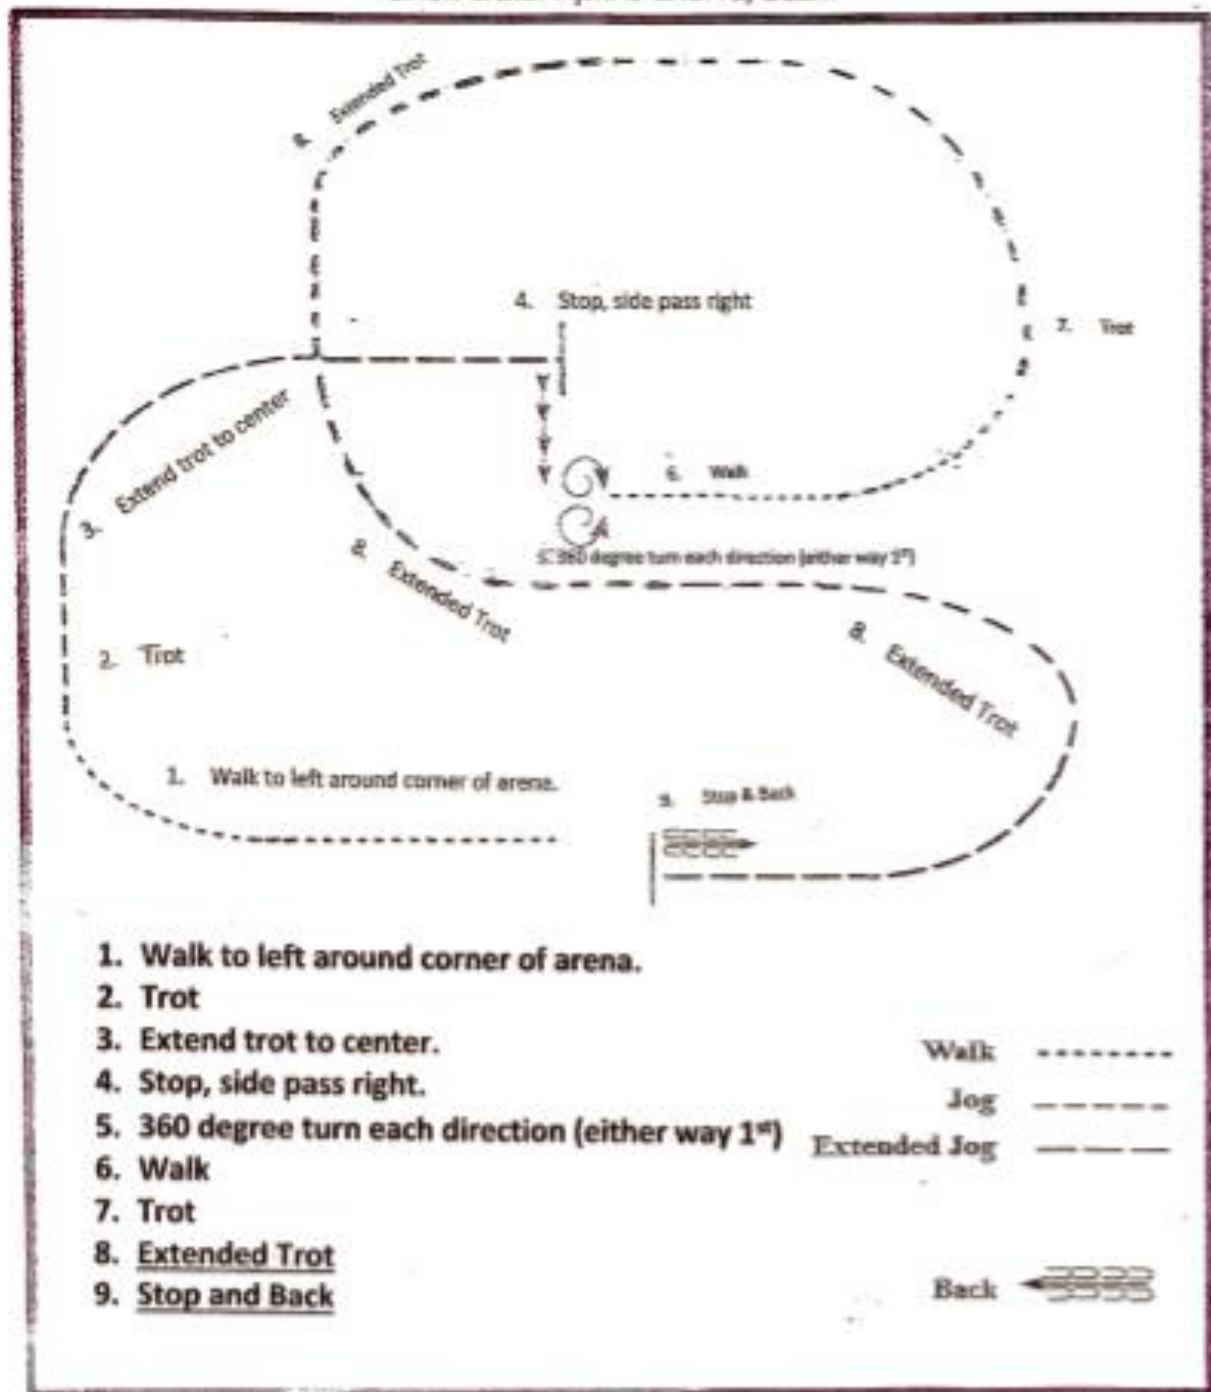 8. Extended Trot
4. Stop, side pass right
7. Trot
3. Extend trot to center
6. Walk
5. 360 degree turn each direction (either way 1st)
8. Extended Trot
8. Extended Trot
2. Trot
1. Walk to left around corner of arena.
9. Stop & Back
1. Walk to left around corner of arena.
2. Trot
3. Extend trot to center.
4. Stop, side pass right.
5. 360 degree turn each direction (either way 1st)
6. Walk
7. Trot
8. Extended Trot
9. Stop and Back
Walk
Jog
Extended Jog
Back